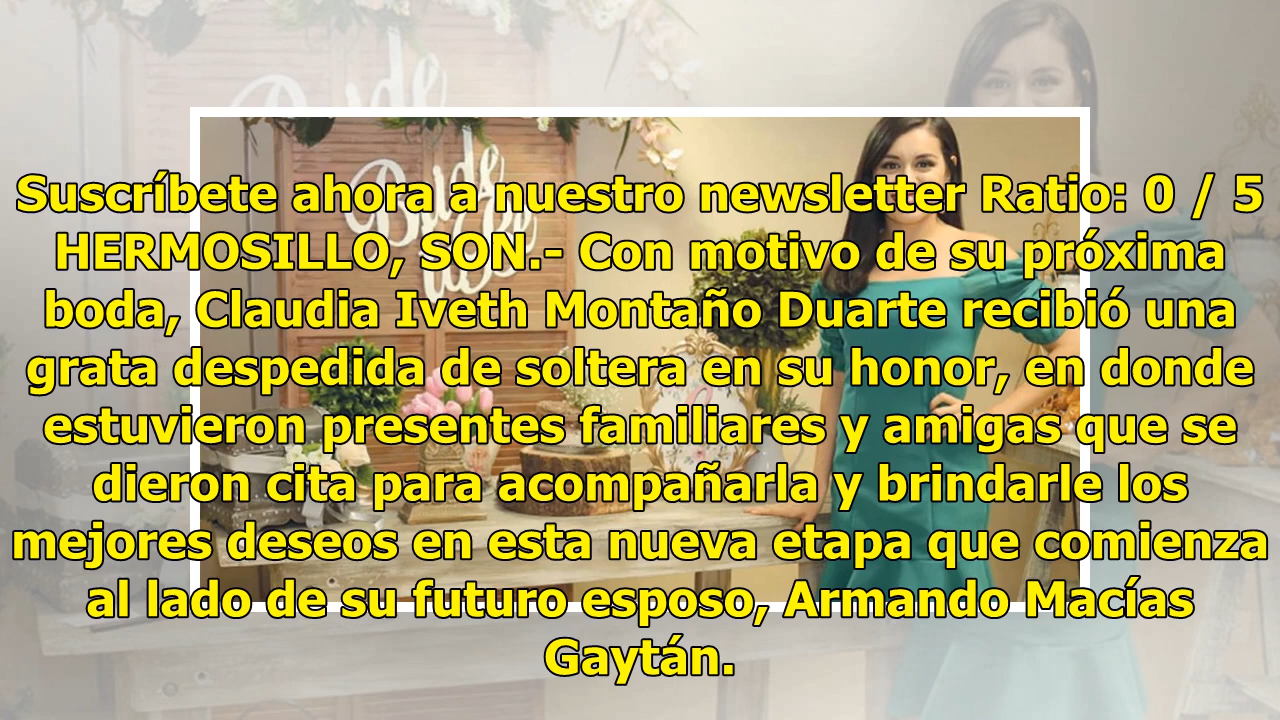 Suscríbete ahora a nuestro newsletter Ratio: 0 / 5
HERMOSILLO, SON.- Con motivo de su próxima
boda, Claudia Iveth Montaño Duarte recibió una
grata despedida de soltera en su honor, en donde
estuvieron presentes familiares y amigas que se
dieron cita para acompañarla y brindarle los
mejores deseos en esta nueva etapa que comienza
al lado de su futuro esposo, Armando Macías
Gaytán.
Bride